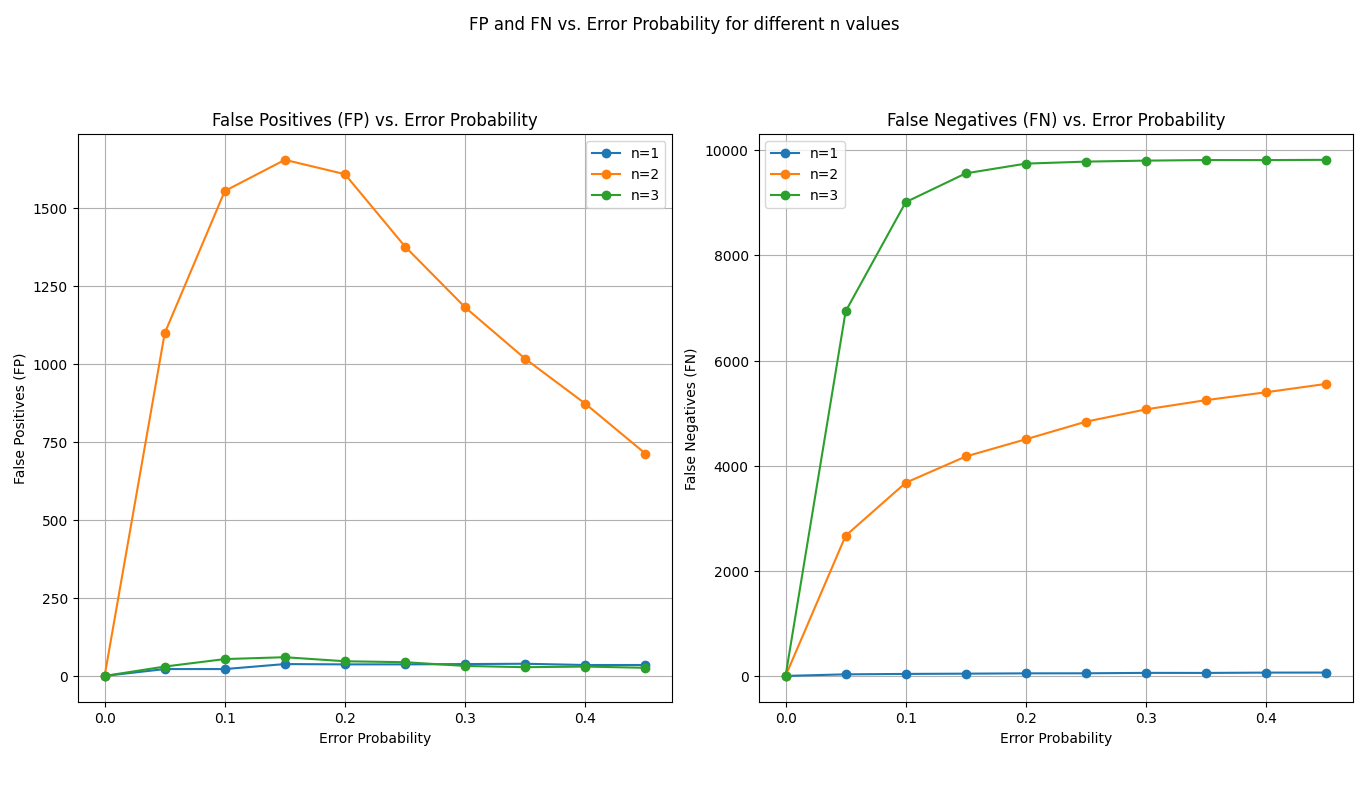 FP and FN vs. Error Probability for different n values
False Positives (FP) vs. Error Probability
n=1
n=2
n=3
False Positives (FP)
1500
1250
1000
750
500
250
0
0.0
0.1
0.2
0.3
0.4
Error Probability
False Negatives (FN) vs. Error Probability
n=1
n=2
n=3
False Negatives (FN)
10000
8000
6000
4000
2000
0
0.0
0.1
0.2
0.3
0.4
Error Probability